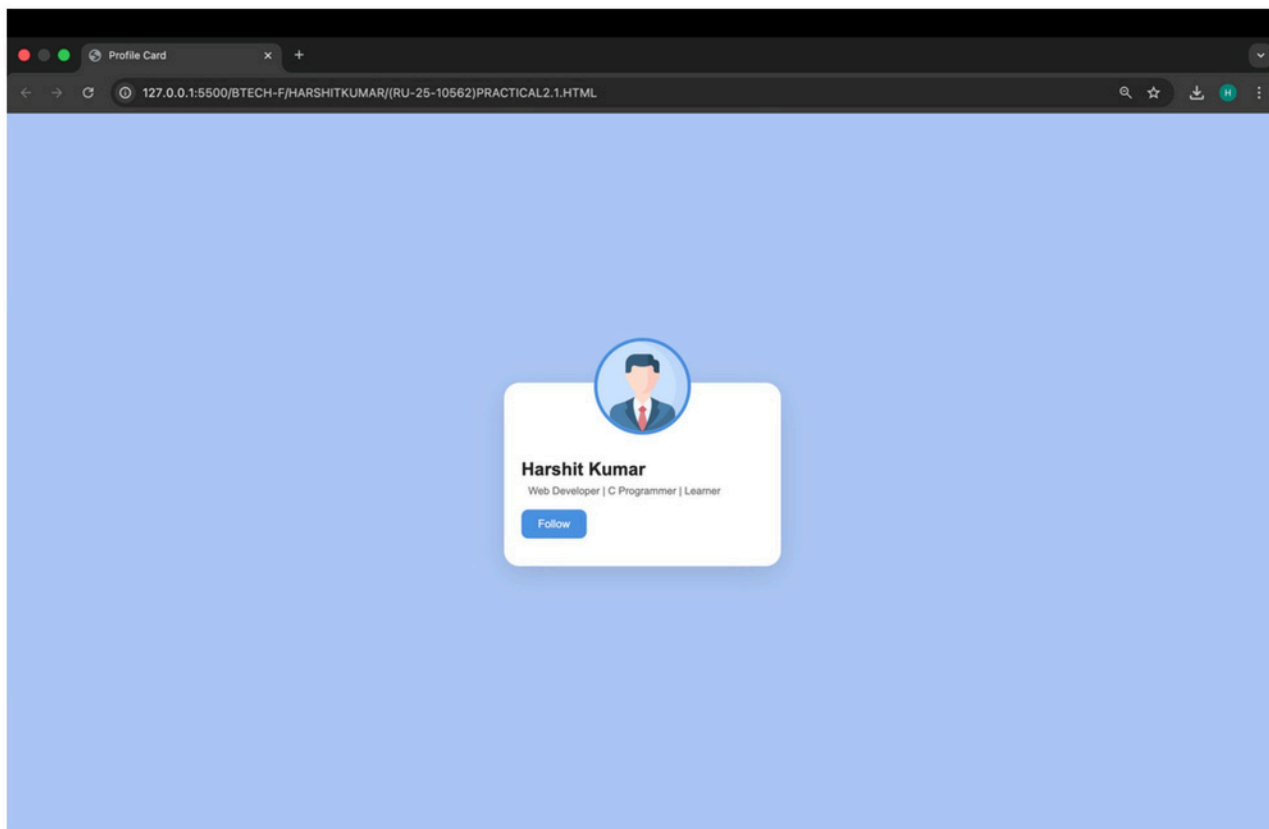 Profile Card
127.0.0.1:5500/BTECH-F/HARSHITKUMAR/(RU-25-10562)PRACTICAL2.1.HTML
H
Harshit Kumar
Web Developer | C Programmer | Learner
Follow